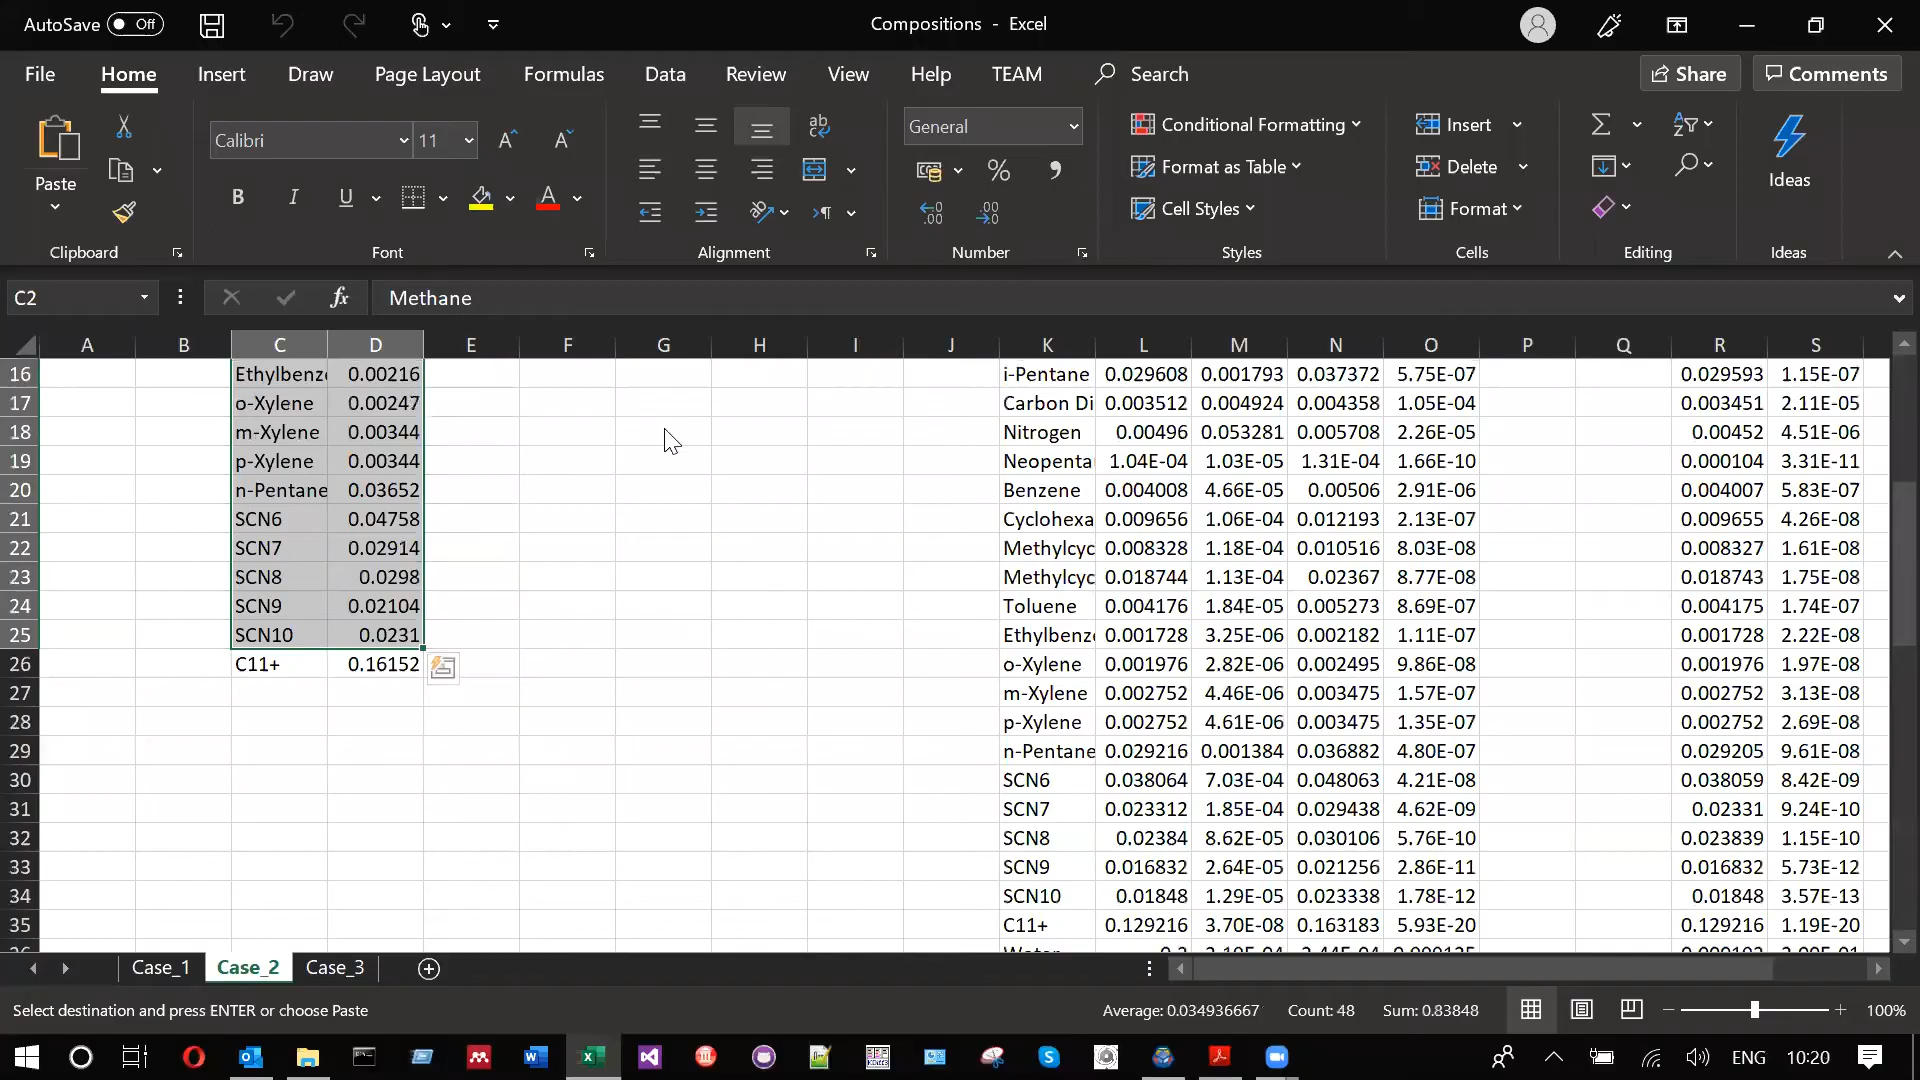 AutoSave Off
Compositions - Excel
File Home Insert Draw Page Layout Formulas Data Review View Help TEAM Search Share Comments
Paste
Calibri 11
B I U A
General
%
Conditional Formatting
Format as Table
Cell Styles
Insert
Delete
Format
Ideas
Clipboard Font Alignment Number Styles Cells Editing Ideas
C2 fx Methane
A B C D E F G H I J K L M N O P Q R S
16 Ethylbenze 0.00216 i-Pentane 0.029608 0.001793 0.037372 5.75E-07 0.029593 1.15E-07
17 o-Xylene 0.00247 Carbon Di 0.003512 0.004924 0.004358 1.05E-04 0.003451 2.11E-05
18 m-Xylene 0.00344 Nitrogen 0.00496 0.053281 0.005708 2.26E-05 0.00452 4.51E-06
19 p-Xylene 0.00344 Neopenta 1.04E-04 1.03E-05 1.31E-04 1.66E-10 0.000104 3.31E-11
20 n-Pentane 0.03652 Benzene 0.004008 4.66E-05 0.00506 2.91E-06 0.004007 5.83E-07
21 SCN6 0.04758 Cyclohexa 0.009656 1.06E-04 0.012193 2.13E-07 0.009655 4.26E-08
22 SCN7 0.02914 Methylcyc 0.008328 1.18E-04 0.010516 8.03E-08 0.008327 1.61E-08
23 SCN8 0.0298 Methylcyc 0.018744 1.13E-04 0.02367 8.77E-08 0.018743 1.75E-08
24 SCN9 0.02104 Toluene 0.004176 1.84E-05 0.005273 8.69E-07 0.004175 1.74E-07
25 SCN10 0.0231 Ethylbenze 0.001728 3.25E-06 0.002182 1.11E-07 0.001728 2.22E-08
26 C11+ 0.16152 o-Xylene 0.001976 2.82E-06 0.002495 9.86E-08 0.001976 1.97E-08
27 m-Xylene 0.002752 4.46E-06 0.003475 1.57E-07 0.002752 3.13E-08
28 p-Xylene 0.002752 4.61E-06 0.003475 1.35E-07 0.002752 2.69E-08
29 n-Pentane 0.029216 0.001384 0.036882 4.80E-07 0.029205 9.61E-08
30 SCN6 0.038064 7.03E-04 0.048063 4.21E-08 0.038059 8.42E-09
31 SCN7 0.023312 1.85E-04 0.029438 4.62E-09 0.02331 9.24E-10
32 SCN8 0.02384 8.62E-05 0.030106 5.76E-10 0.023839 1.15E-10
33 SCN9 0.016832 2.64E-05 0.021256 2.86E-11 0.016832 5.73E-12
34 SCN10 0.01848 1.29E-05 0.023338 1.78E-12 0.01848 3.57E-13
35 C11+ 0.129216 3.70E-08 0.163183 5.93E-20 0.129216 1.19E-20
Case_1 Case_2 Case_3
Select destination and press ENTER or choose Paste Average: 0.034936667 Count: 48 Sum: 0.83848 100%
ENG 10:20